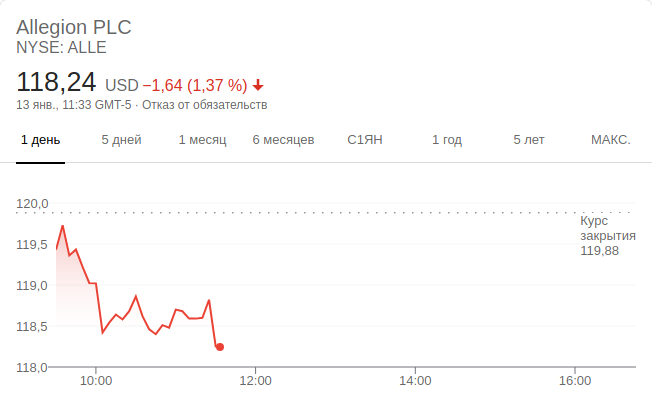 Allegion PLC
NYSE: ALLE
118,24 USD −1,64 (1,37 %)
13 янв., 11:33 GMT-5 · Отказ от обязательств
1 день 5 дней 1 месяц 6 месяцев С1ЯН 1 год 5 лет МАКС.
120,0
Курс
закрытия
119,88
119,5
119,0
118,5
118,0
10:00 12:00 14:00 16:00